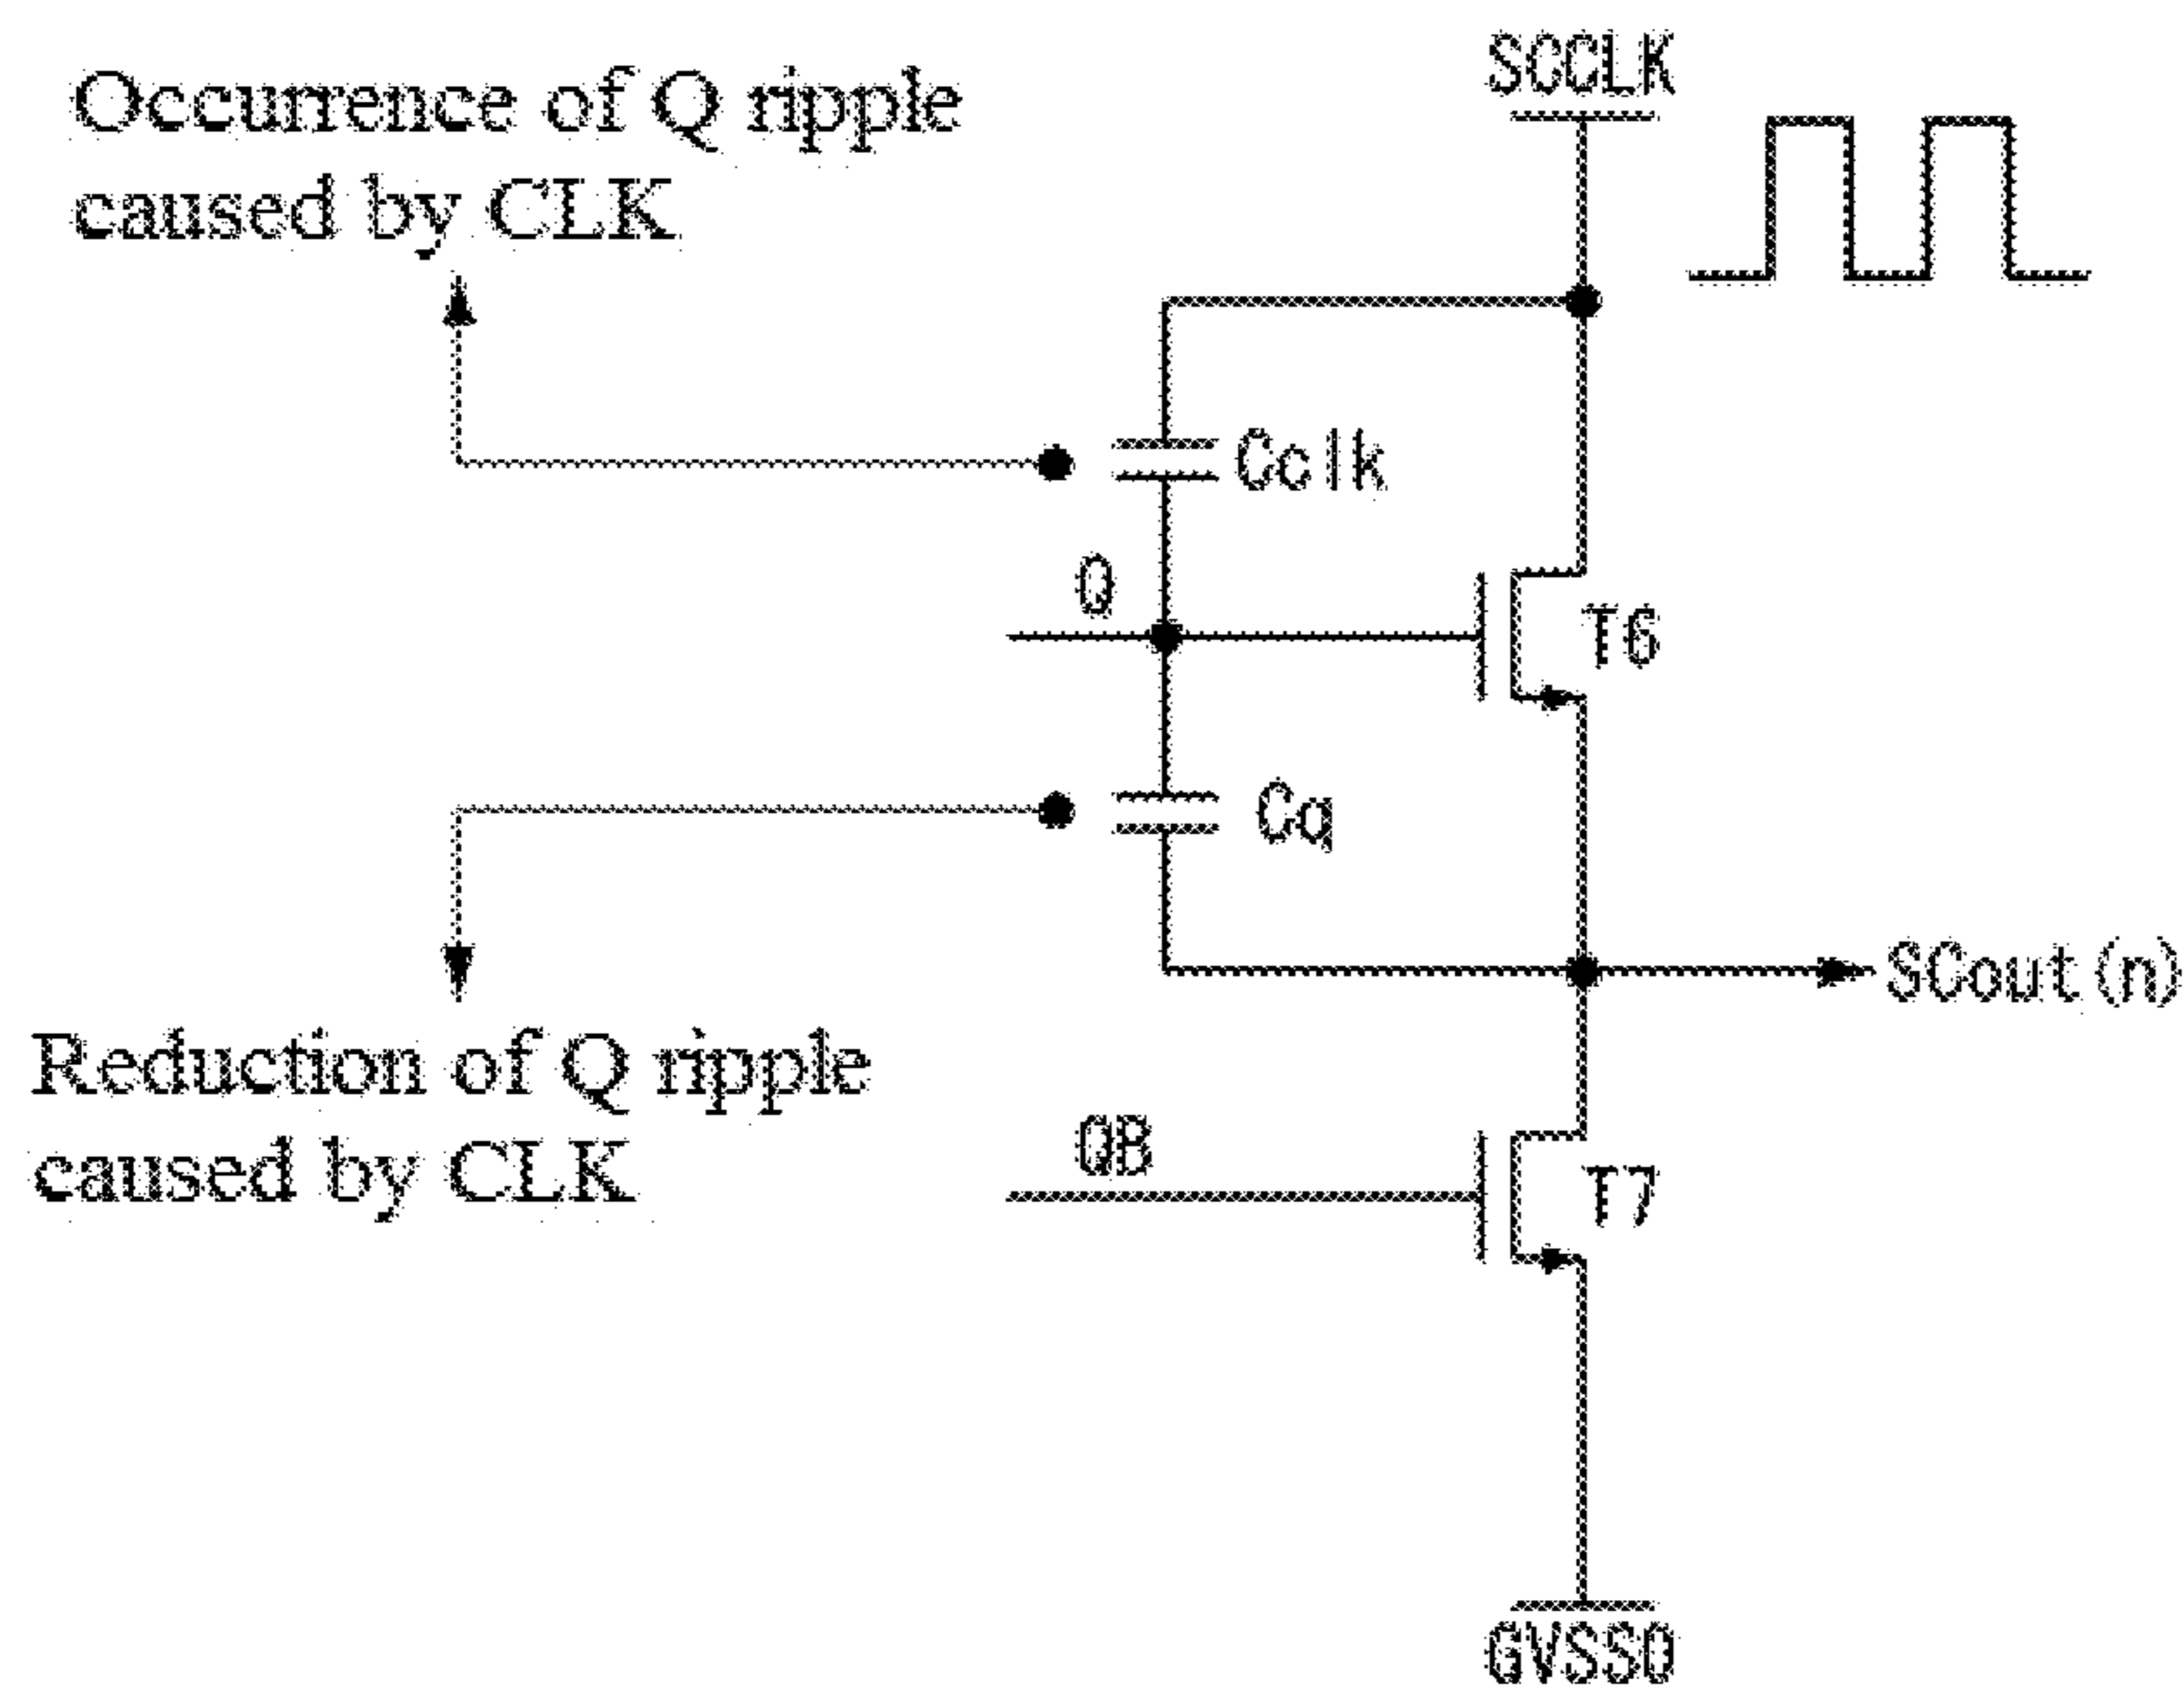 Occurrence of Q ripple
caused by CLK
SCCLK
Cclk
Q
T6
Cq
SCout(n)
Reduction of Q ripple
caused by CLK
QB
T7
GVSS0